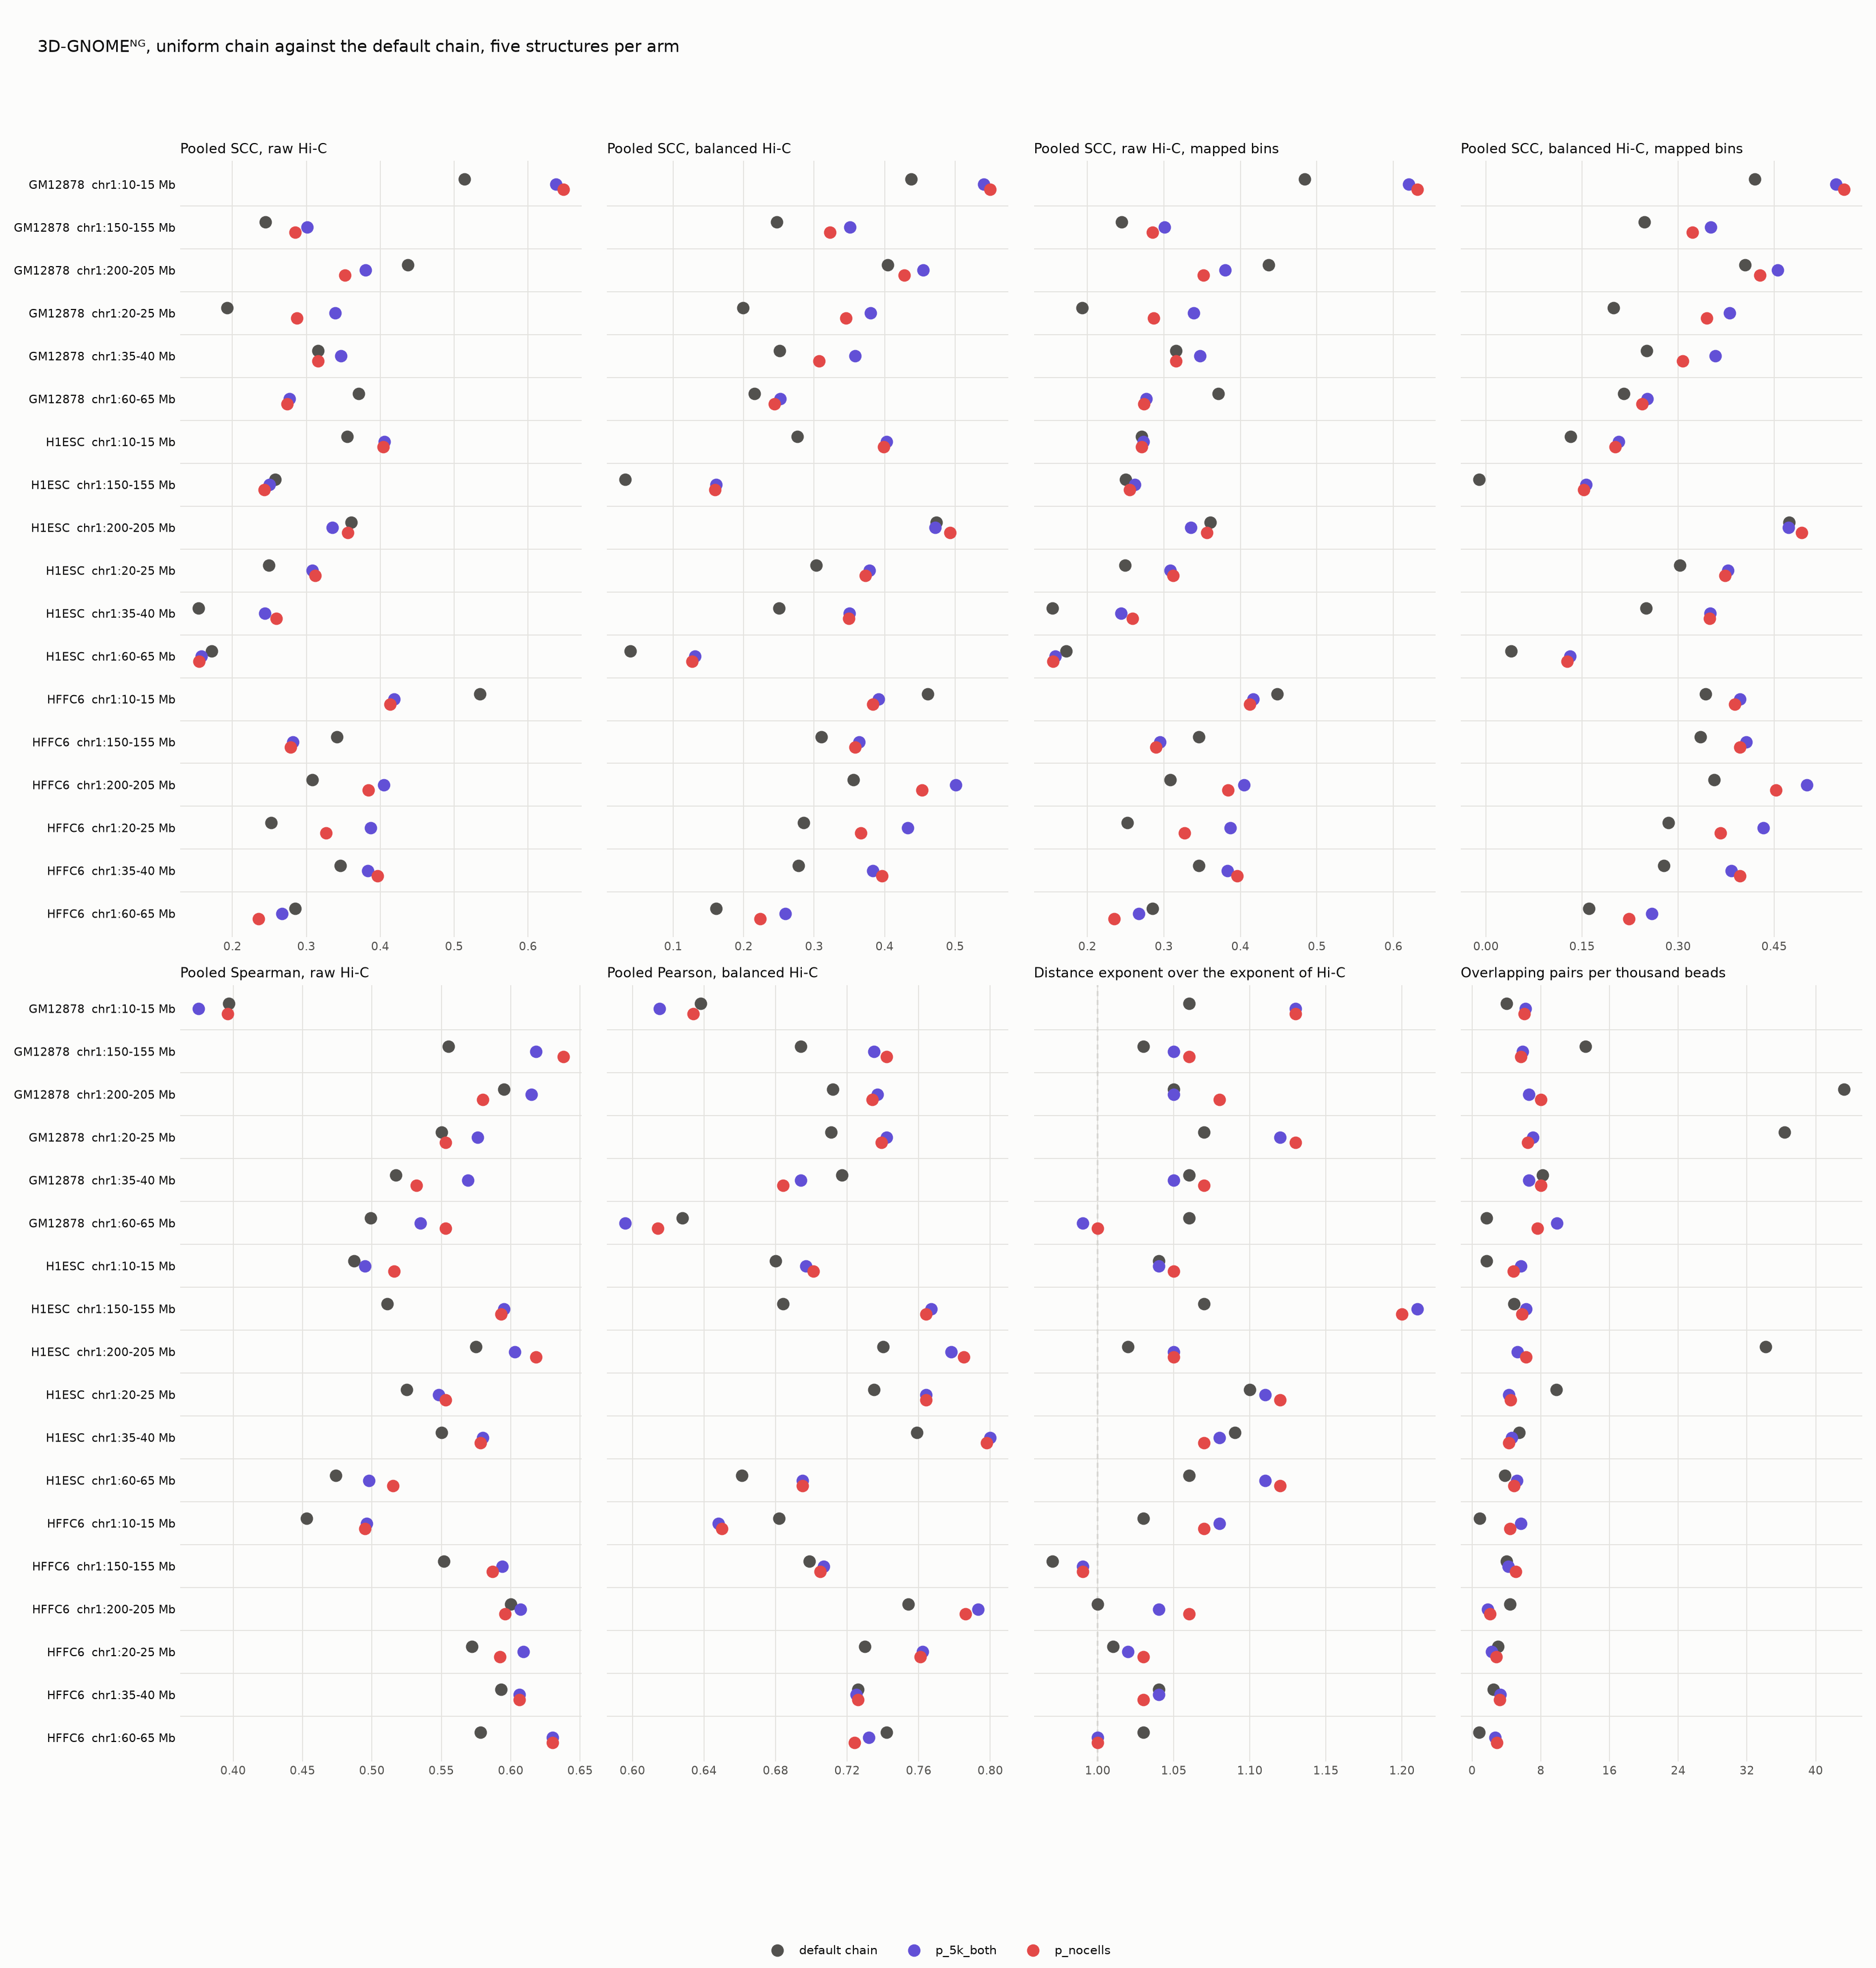 3D-GNOMEᴺᴳ, uniform chain against the default chain, five structures per arm
Pooled SCC, raw Hi-C
Pooled SCC, balanced Hi-C
Pooled SCC, raw Hi-C, mapped bins
Pooled SCC, balanced Hi-C, mapped bins
GM12878 chr1:10-15 Mb
GM12878 chr1:150-155 Mb
GM12878 chr1:200-205 Mb
GM12878 chr1:20-25 Mb
GM12878 chr1:35-40 Mb
GM12878 chr1:60-65 Mb
H1ESC chr1:10-15 Mb
H1ESC chr1:150-155 Mb
H1ESC chr1:200-205 Mb
H1ESC chr1:20-25 Mb
H1ESC chr1:35-40 Mb
H1ESC chr1:60-65 Mb
HFFC6 chr1:10-15 Mb
HFFC6 chr1:150-155 Mb
HFFC6 chr1:200-205 Mb
HFFC6 chr1:20-25 Mb
HFFC6 chr1:35-40 Mb
HFFC6 chr1:60-65 Mb
0.2 0.3 0.4 0.5 0.6
0.1 0.2 0.3 0.4 0.5
0.2 0.3 0.4 0.5 0.6
0.00 0.15 0.30 0.45
Pooled Spearman, raw Hi-C
Pooled Pearson, balanced Hi-C
Distance exponent over the exponent of Hi-C
Overlapping pairs per thousand beads
GM12878 chr1:10-15 Mb
GM12878 chr1:150-155 Mb
GM12878 chr1:200-205 Mb
GM12878 chr1:20-25 Mb
GM12878 chr1:35-40 Mb
GM12878 chr1:60-65 Mb
H1ESC chr1:10-15 Mb
H1ESC chr1:150-155 Mb
H1ESC chr1:200-205 Mb
H1ESC chr1:20-25 Mb
H1ESC chr1:35-40 Mb
H1ESC chr1:60-65 Mb
HFFC6 chr1:10-15 Mb
HFFC6 chr1:150-155 Mb
HFFC6 chr1:200-205 Mb
HFFC6 chr1:20-25 Mb
HFFC6 chr1:35-40 Mb
HFFC6 chr1:60-65 Mb
0.40 0.45 0.50 0.55 0.60 0.65
0.60 0.64 0.68 0.72 0.76 0.80
1.00 1.05 1.10 1.15 1.20
0 8 16 24 32 40
default chain p_5k_both p_nocells